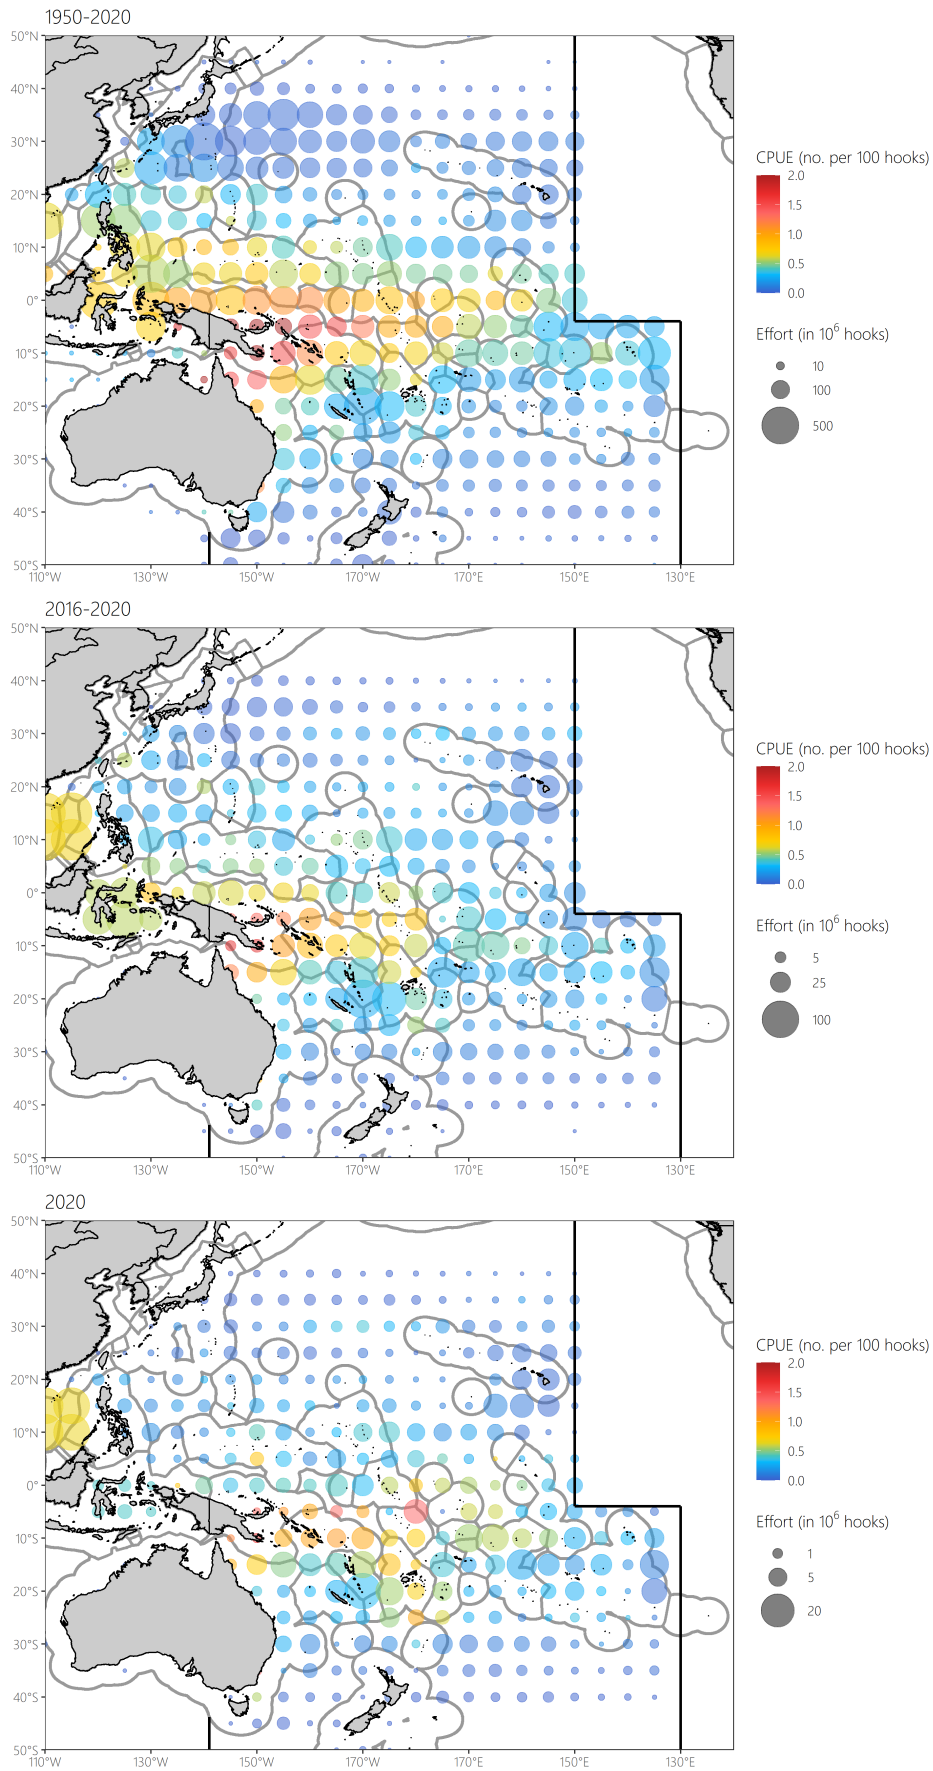 1950-2020
50°N
40°N
30°N
20°N
10°N
0°
10°S
20°S
30°S
40°S
50°S
110°W 130°W 150°W 170°W 170°E 150°E 130°E
CPUE (no. per 100 hooks)
2.0
1.5
1.0
0.5
0.0
Effort (in 10⁶ hooks)
10
100
500
2016-2020
50°N
40°N
30°N
20°N
10°N
0°
10°S
20°S
30°S
40°S
50°S
110°W 130°W 150°W 170°W 170°E 150°E 130°E
CPUE (no. per 100 hooks)
2.0
1.5
1.0
0.5
0.0
Effort (in 10⁶ hooks)
5
25
100
2020
50°N
40°N
30°N
20°N
10°N
0°
10°S
20°S
30°S
40°S
50°S
110°W 130°W 150°W 170°W 170°E 150°E 130°E
CPUE (no. per 100 hooks)
2.0
1.5
1.0
0.5
0.0
Effort (in 10⁶ hooks)
1
5
20